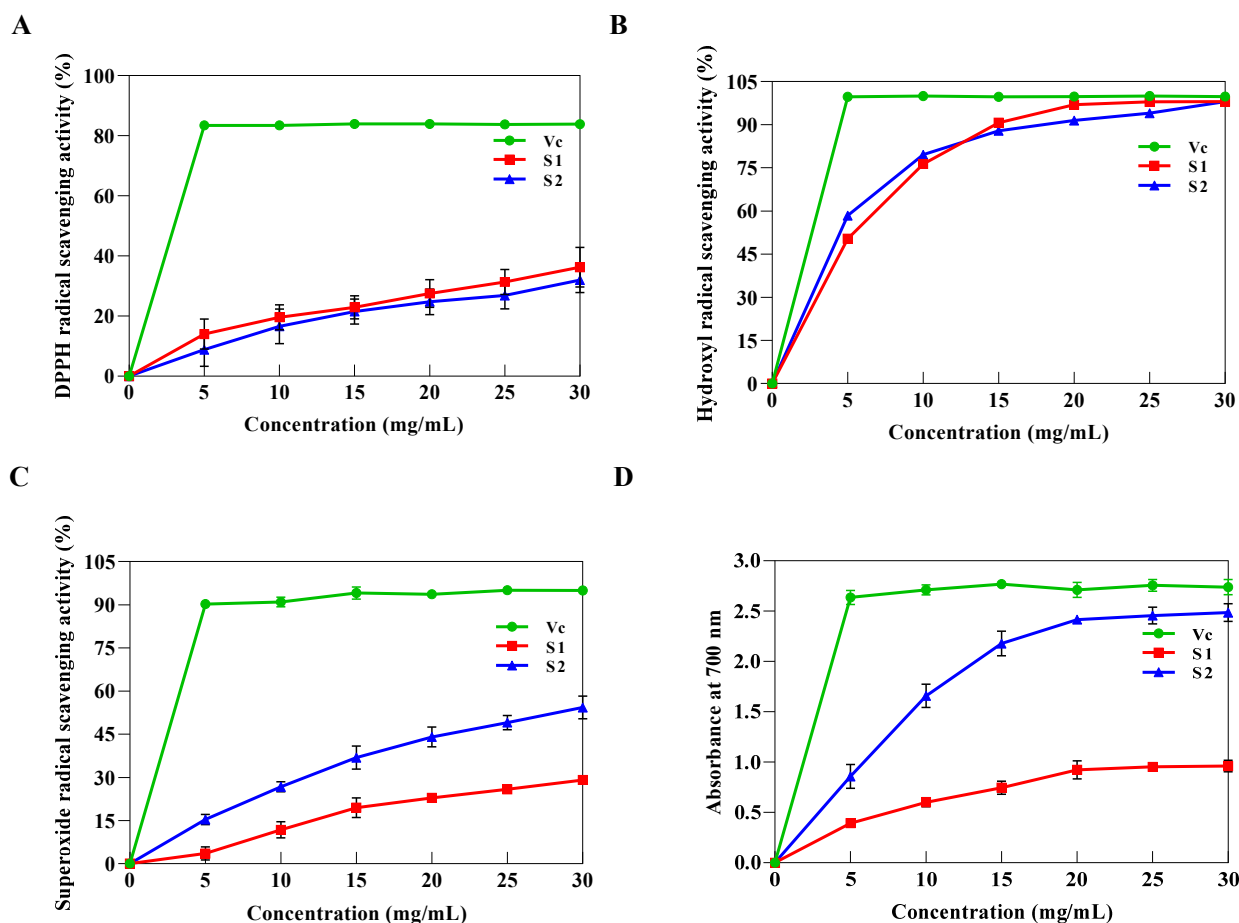 A
DPPH radical scavenging activity (%)
100
80
60
40
20
0
Vc
S1
S2
0 5 10 15 20 25 30
Concentration (mg/mL)
B
Hydroxyl radical scavenging activity (%)
105
90
75
60
45
30
15
0
Vc
S1
S2
0 5 10 15 20 25 30
Concentration (mg/mL)
C
Superoxide radical scavenging activity (%)
105
90
75
60
45
30
15
0
Vc
S1
S2
0 5 10 15 20 25 30
Concentration (mg/mL)
D
Absorbance at 700 nm
3.0
2.5
2.0
1.5
1.0
0.5
0.0
Vc
S1
S2
0 5 10 15 20 25 30
Concentration (mg/mL)